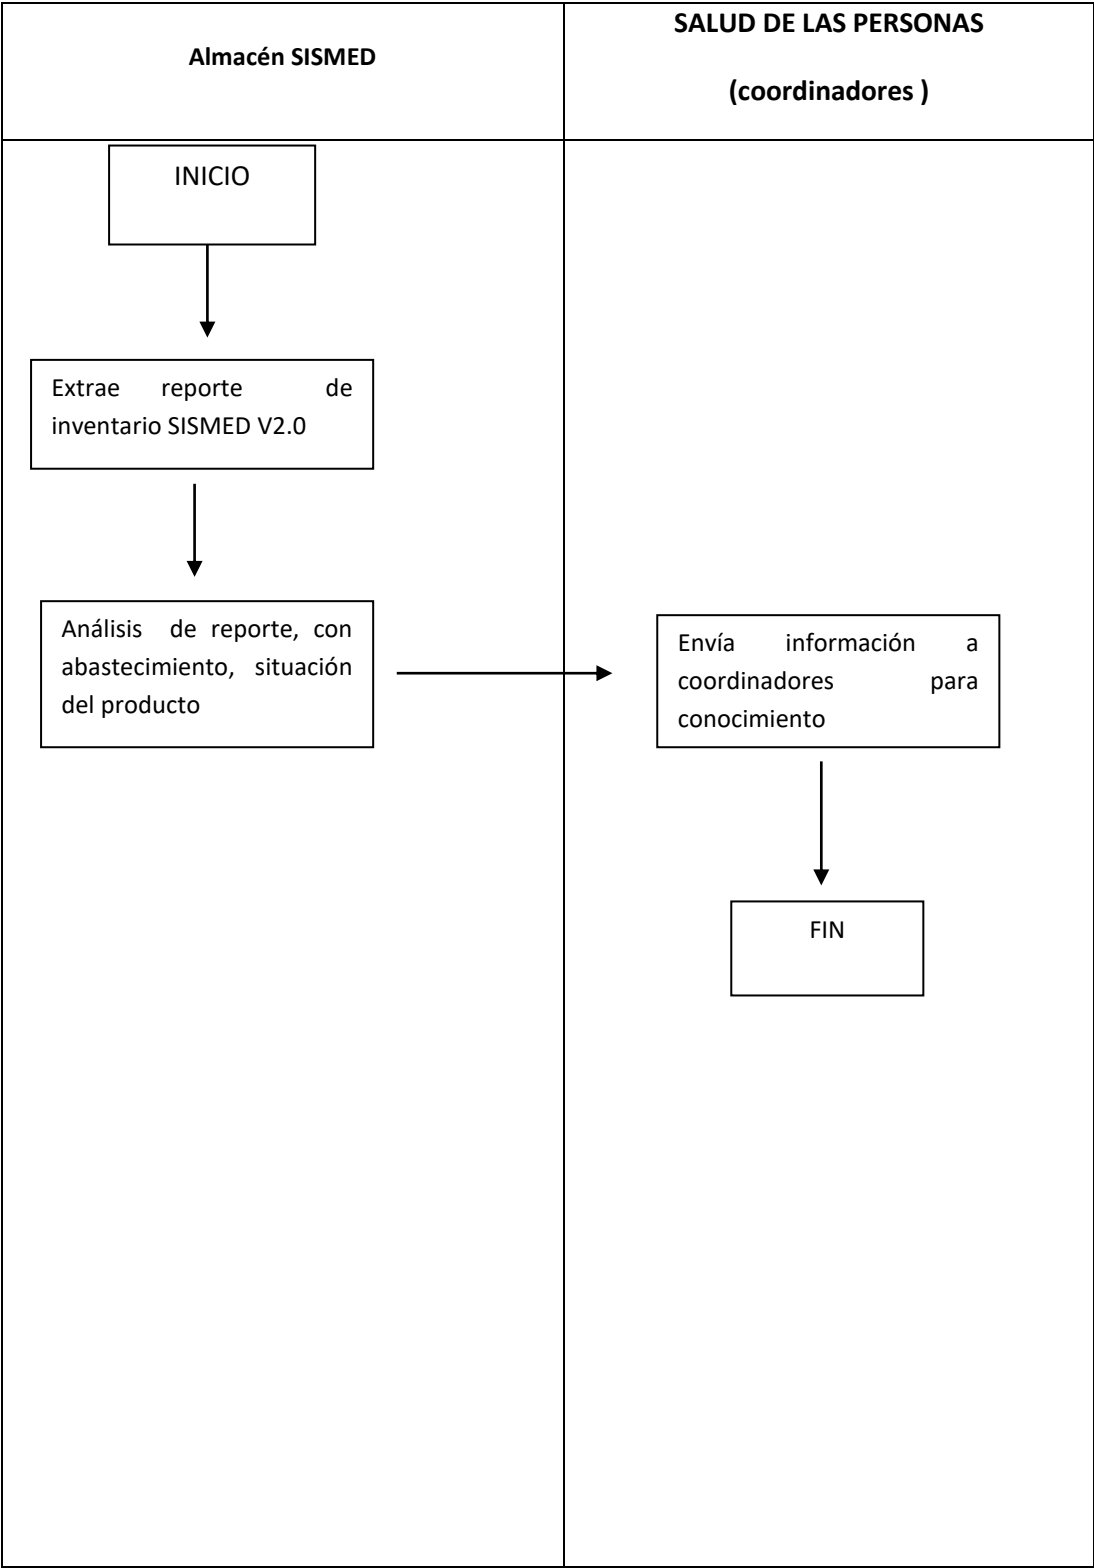 Almacén SISMED
SALUD DE LAS PERSONAS
(coordinadores )
INICIO
Extrae reporte de
inventario SISMED V2.0
Análisis de reporte, con
abastecimiento, situación
del producto
Envía información a
coordinadores para
conocimiento
FIN